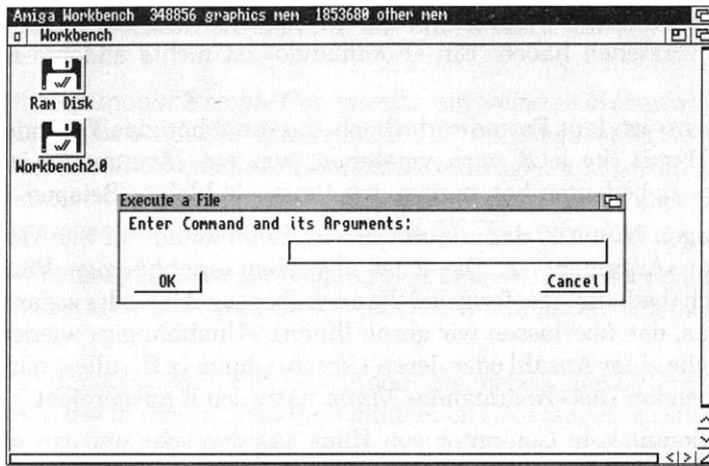 Amiga Workbench 348856 graphics mem 1853680 other mem
Workbench
Ram Disk
Workbench2.0
Execute a File
Enter Command and its Arguments:
OK
Cancel